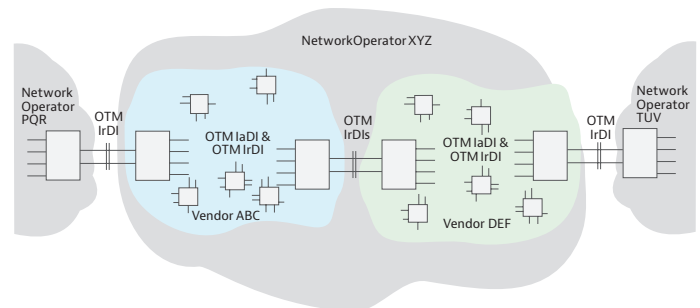 NetworkOperator XYZ
Network
Operator
PQR
OTM
IrDI
OTM IaDI &
OTM IrDI
Vendor ABC
OTM
IrDIs
OTM IaDI &
OTM IrDI
Vendor DEF
OTM
IrDI
Network
Operator
TUV